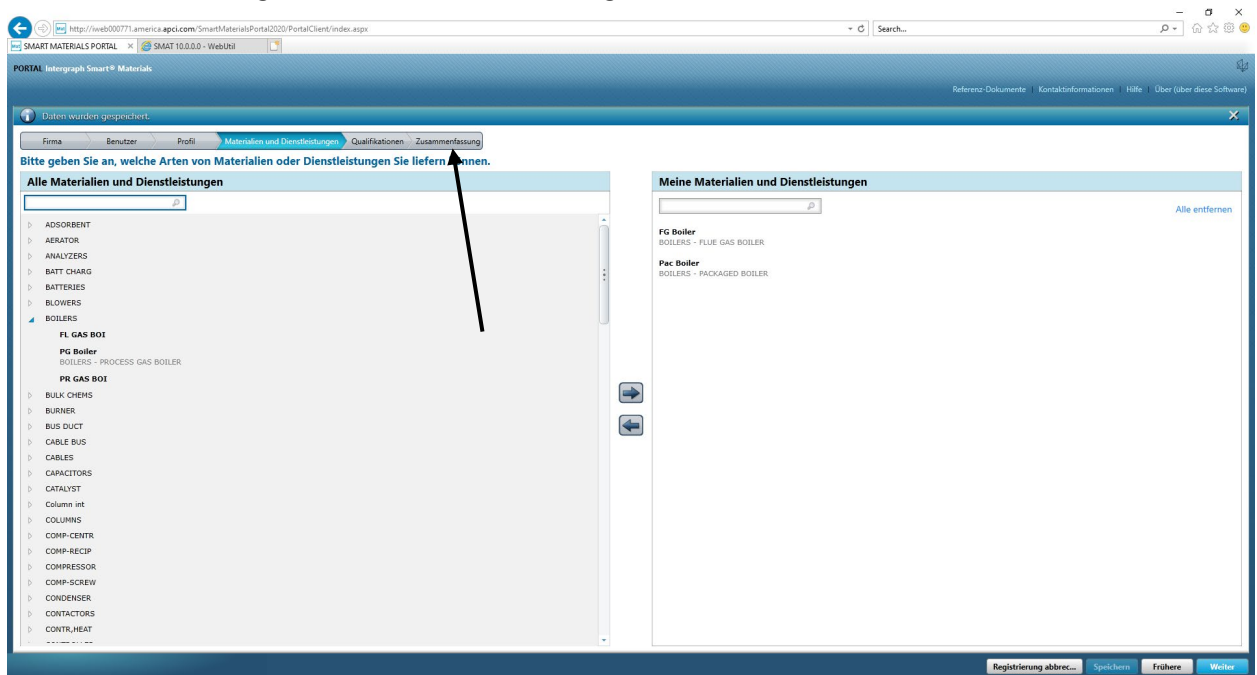 http://iweb000771.america.apci.com/SmartMaterialsPortal2020/PortalClient/index.aspx
Search...
SMART MATERIALS PORTAL × SMAT 10.0.0.0 - WebUtil
PORTAL Intergraph Smart® Materials
Referenz-Dokumente | Kontaktinformationen | Hilfe | Über (über diese Software)
Daten wurden gespeichert.
Firma Benutzer Profil Materialien und Dienstleistungen Qualifikationen Zusammenfassung
Bitte geben Sie an, welche Arten von Materialien oder Dienstleistungen Sie liefern
Alle Materialien und Dienstleistungen
Meine Materialien und Dienstleistungen
Alle entfernen
ADSORBENT
AERATOR
ANALYZERS
BATT CHARG
BATTERIES
BLOWERS
BOILERS
FL GAS BOI
PG Boiler
BOILERS - PROCESS GAS BOILER
PR GAS BOI
BULK CHEMS
BURNER
BUS DUCT
CABLE BUS
CABLES
CAPACITORS
CATALYST
Column int
COLUMNS
COMP-CENTR
COMP-RECIP
COMPRESSOR
COMP-SCREW
CONDENSER
CONTACTORS
CONTR,HEAT
FG Boiler
BOILERS - FLUE GAS BOILER
Pac Boiler
BOILERS - PACKAGED BOILER
Registrierung abbrec... Speichern Frühere Weiter